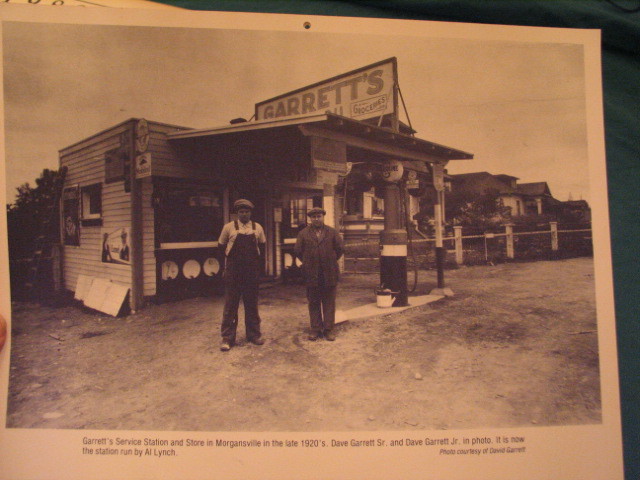 GARRETT'S
GROCERIES
Garrett's Service Station and Store in Morgansville in the late 1920's. Dave Garrett Sr. and Dave Garrett Jr. in photo. It is now
the station run by Al Lynch.
Photo courtesy of David Garrett